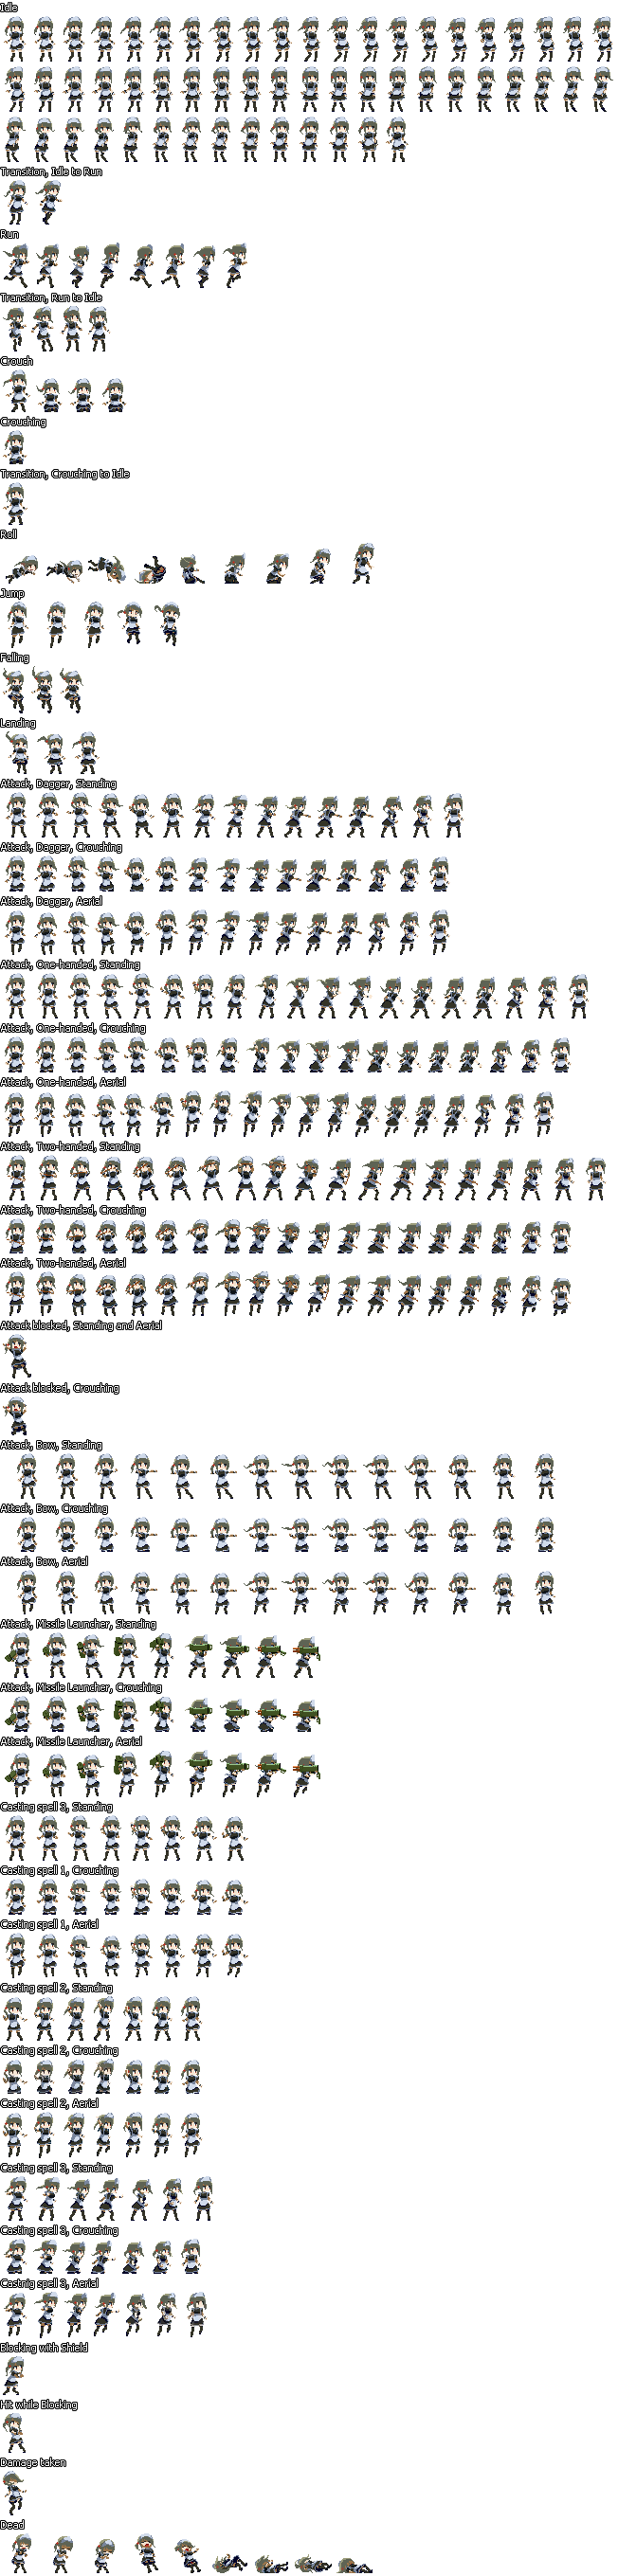 Idle
Transition, Idle to Run
Run
Transition, Run to Idle
Crouch
Crouching
Transition, Crouching to Idle
Roll
Jump
Falling
Landing
Attack, Dagger, Standing
Attack, Dagger, Crouching
Attack, Dagger, Aerial
Attack, One-handed, Standing
Attack, One-handed, Crouching
Attack, One-handed, Aerial
Attack, Two-handed, Standing
Attack, Two-handed, Crouching
Attack, Two-handed, Aerial
Attack blocked, Standing and Aerial
Attack blocked, Crouching
Attack, Bow, Standing
Attack, Bow, Crouching
Attack, Bow, Aerial
Attack, Missile Launcher, Standing
Attack, Missile Launcher, Crouching
Attack, Missile Launcher, Aerial
Casting spell 3, Standing
Casting spell 1, Crouching
Casting spell 1, Aerial
Casting spell 2, Standing
Casting spell 2, Crouching
Casting spell 2, Aerial
Casting spell 3, Standing
Casting spell 3, Crouching
Castnig spell 3, Aerial
Blocking with Shield
Hit while Blocking
Damage taken
Dead